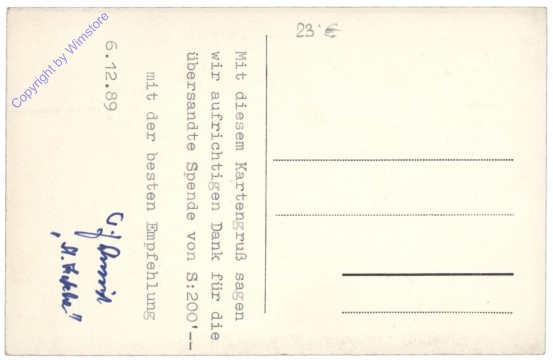 Mit diesem Kartengruß sagen
wir aufrichtigen Dank für die
übersandte Spende von S:200'--
mit der besten Empfehlung
6.12.89
23 €
Copyright by Wimstore